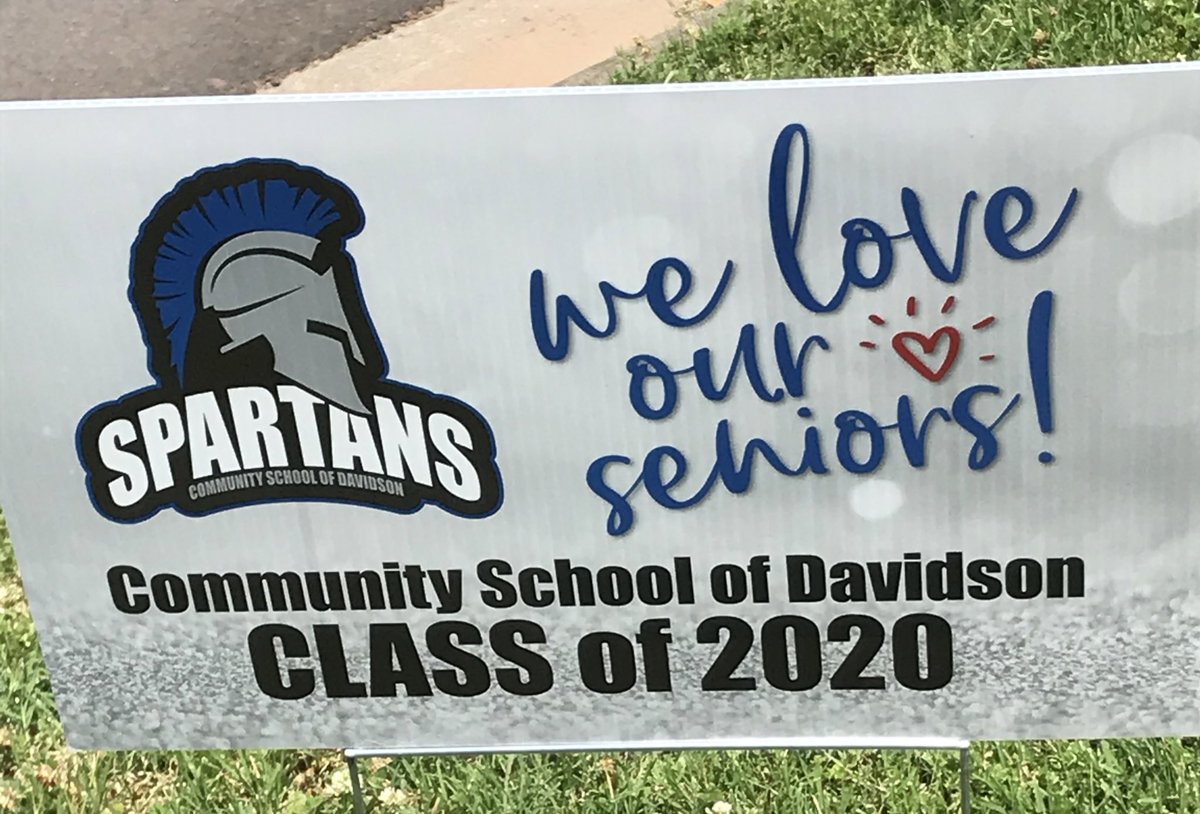 SPARTANS
COMMUNITY SCHOOL OF DAVIDSON
we love
our
seniors!
Community School of Davidson
CLASS of 2020